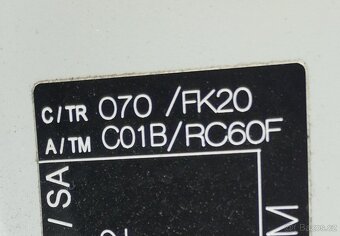 C/TR 070 /FK20
A/TM C01B/RC60F
/ SA
M